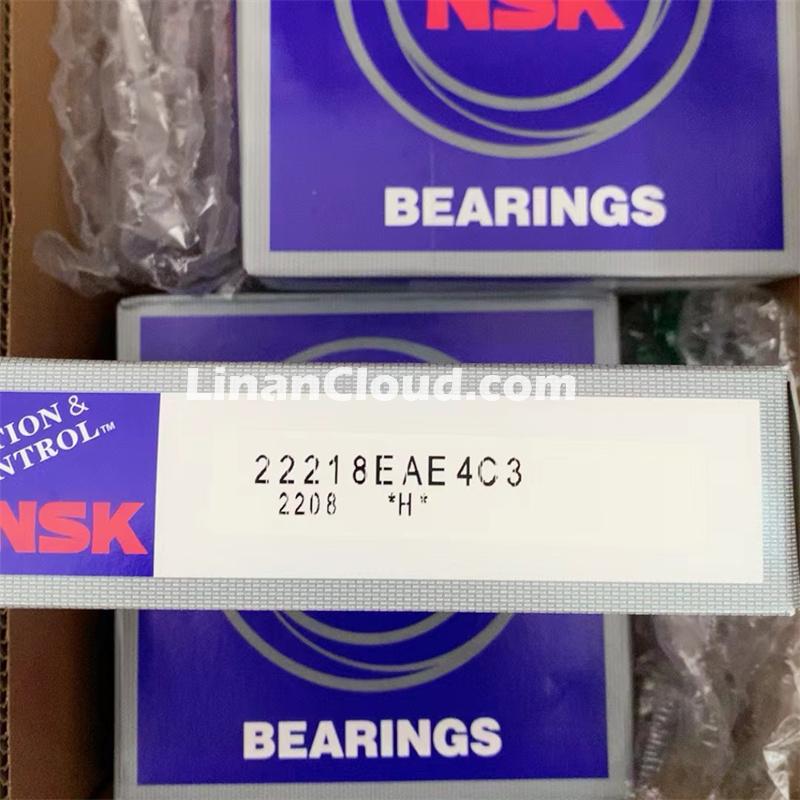 NSK
BEARINGS
LinanCloud.com
TION &
NTROL™
NSK
22218EAE4C3
2208 *H*
BEARINGS